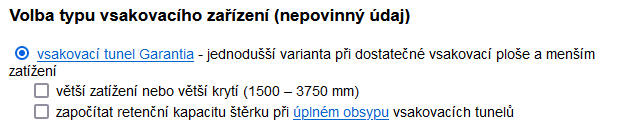 Volba typu vsakovacího zařízení (nepovinný údaj)
vsakovací tunel Garantia - jednodušší varianta při dostatečné vsakovací ploše a menším
zatížení
větší zatížení nebo větší krytí (1500 – 3750 mm)
započítat retenční kapacitu štěrku při úplném obsypu vsakovacích tunelů